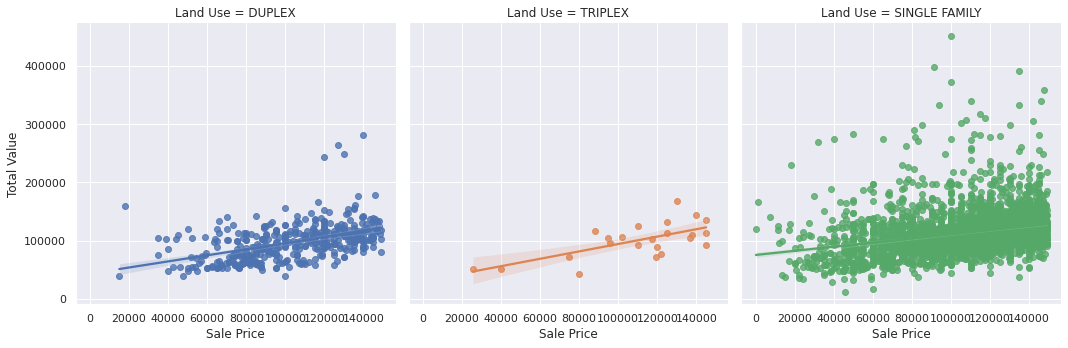 Land Use = DUPLEX
Land Use = TRIPLEX
Land Use = SINGLE FAMILY
Total Value
400000
300000
200000
100000
0
0 20000 40000 60000 80000 100000 120000 140000
0 20000 40000 60000 80000 100000 120000 140000
0 20000 40000 60000 80000 100000 120000 140000
Sale Price
Sale Price
Sale Price